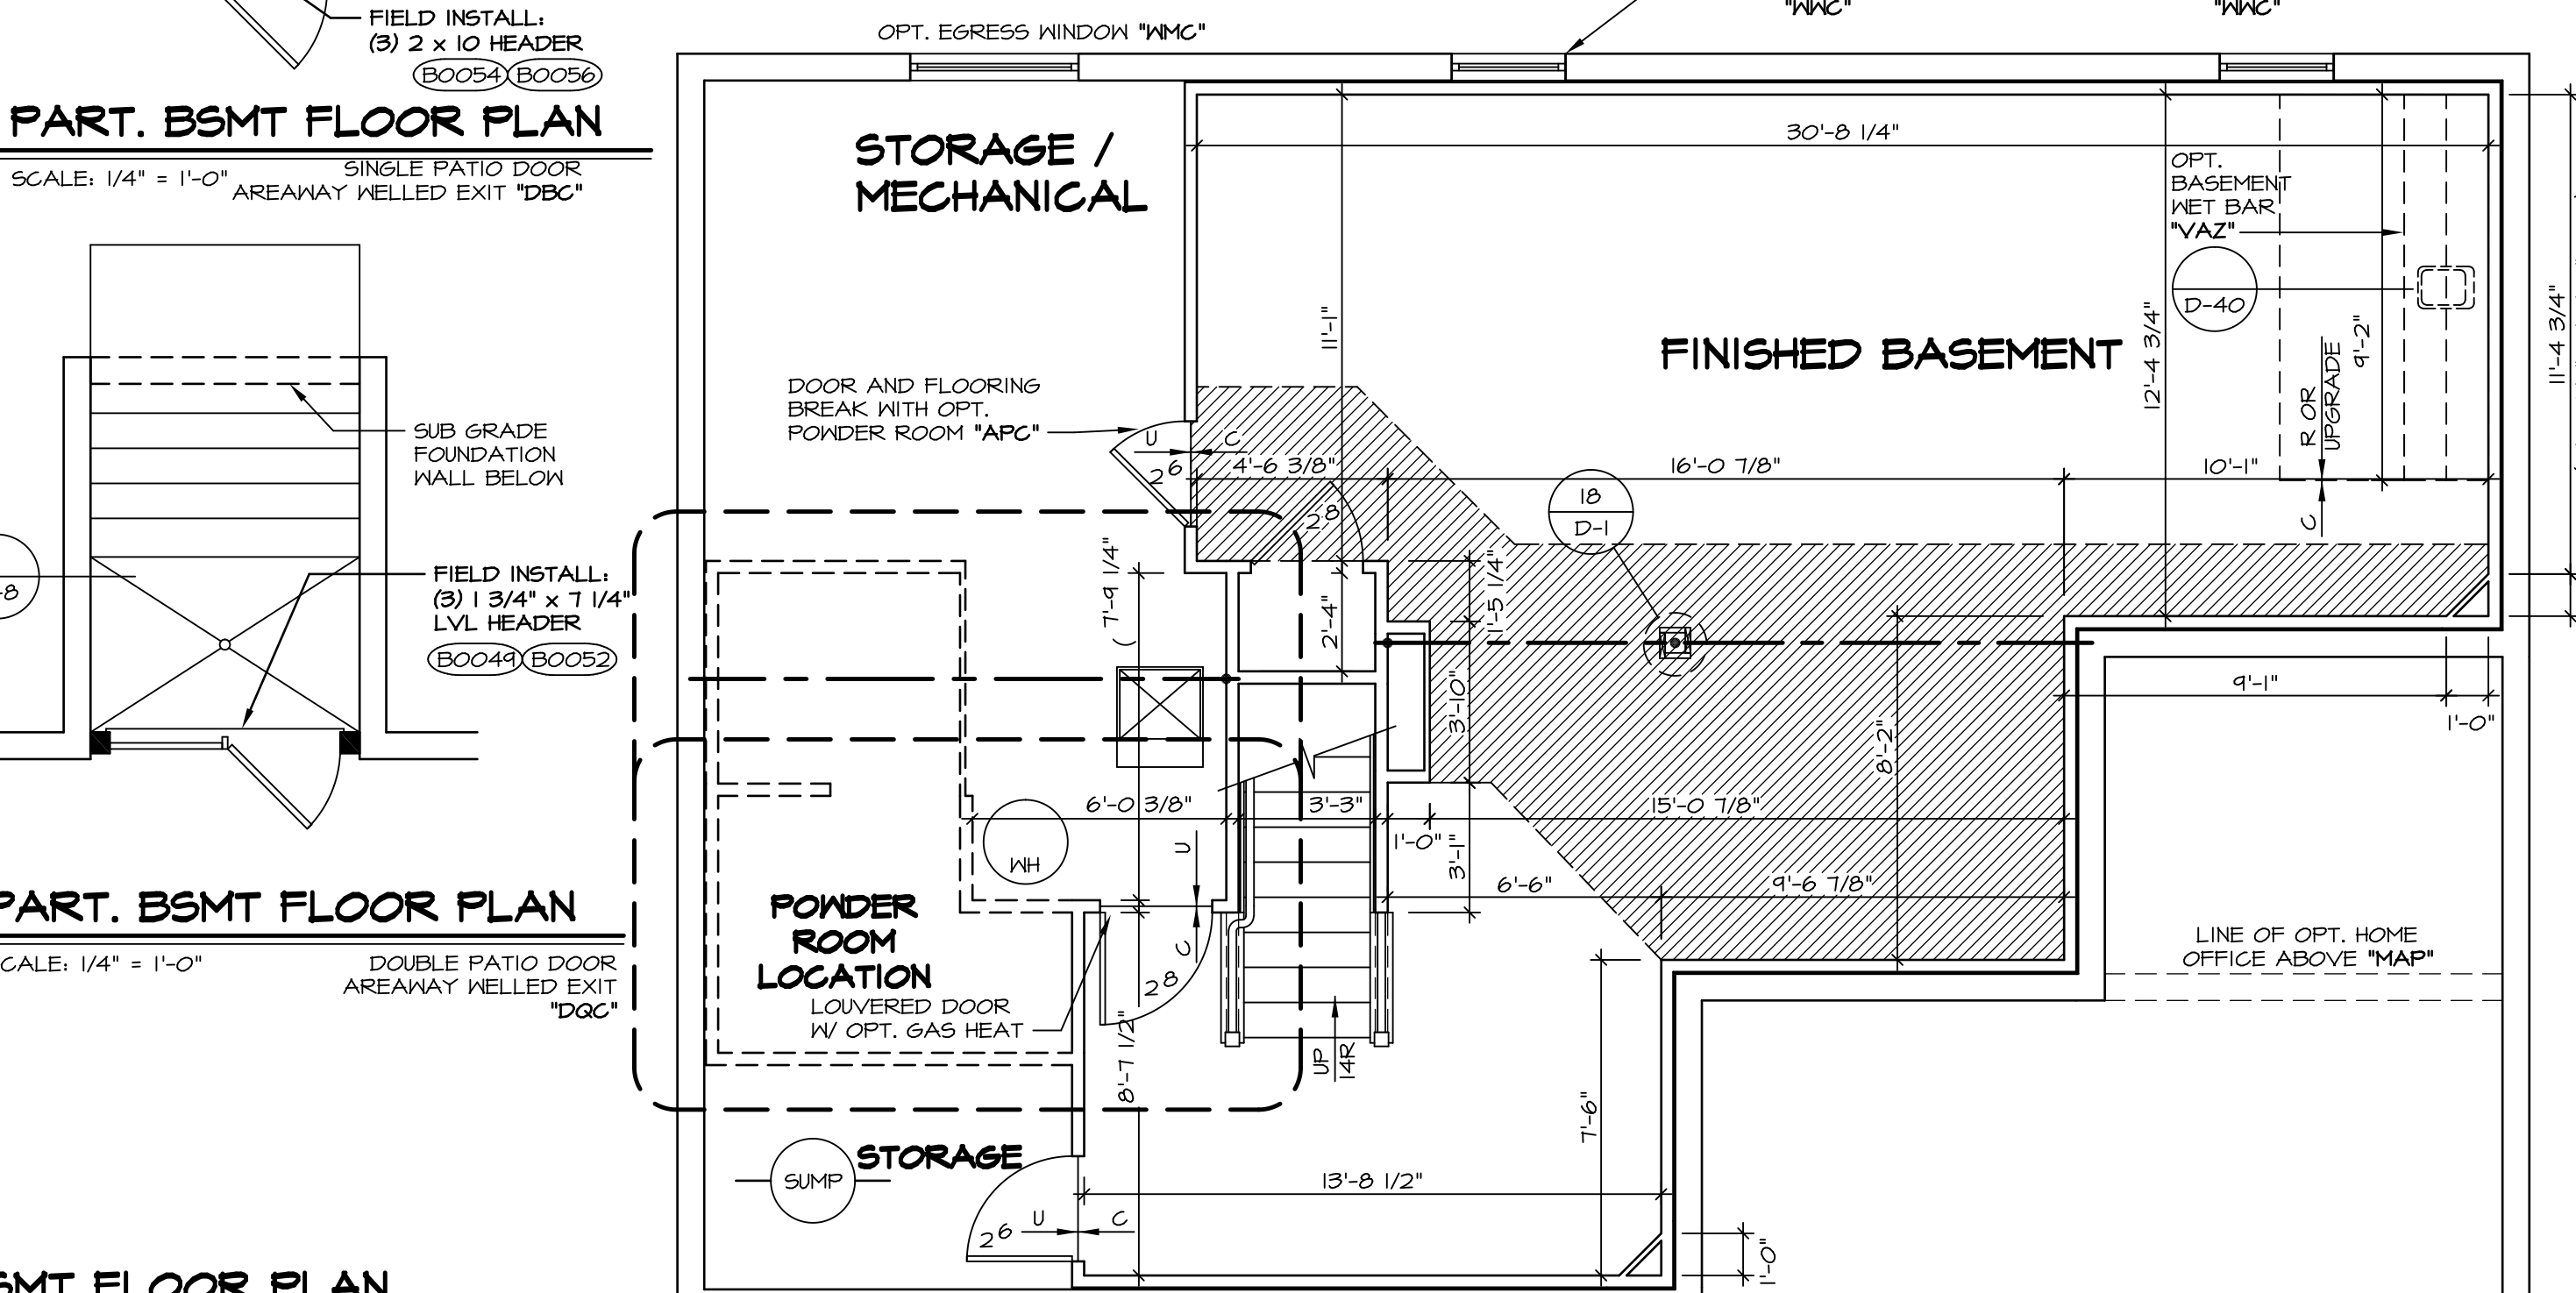 FIELD INSTALL:
(3) 2 x 10 HEADER
B0054 B0056
PART. BSMT FLOOR PLAN
SCALE: 1/4" = 1'-0"
SINGLE PATIO DOOR
AREAWAY WELLED EXIT "DBC"
SUB GRADE
FOUNDATION
WALL BELOW
-8
FIELD INSTALL:
(3) 1 3/4" x 7 1/4"
LVL HEADER
B0049 B0052
PART. BSMT FLOOR PLAN
CALE: 1/4" = 1'-0"
DOUBLE PATIO DOOR
AREAWAY WELLED EXIT
"DQC"
SMT FLOOR PLAN
OPT. EGRESS WINDOW "WMC"
"WWC"
"WWC"
STORAGE /
MECHANICAL
30'-8 1/4"
OPT.
BASEMENT
WET BAR
"VAZ"
D-40
11'-1"
FINISHED BASEMENT
12'-4 3/4"
9'-2"
R OR
UPGRADE
C
11'-4 3/4"
DOOR AND FLOORING
BREAK WITH OPT.
POWDER ROOM "APC"
U
C
2 6
4'-6 3/8"
16'-0 7/8"
10'-1"
18
D-1
2 8
7'-9 1/4"
(
2'-4"
1'-5 1/4"
3'-10"
8'-2"
9'-1"
1'-0"
6'-0 3/8"
3'-3"
1'-0"
15'-0 7/8"
3'-1"
WH
U
C
6'-6"
9'-6 7/8"
POWDER
ROOM
LOCATION
LOUVERED DOOR
W/ OPT. GAS HEAT
2 8
8'-7 1/2"
UP
14R
LINE OF OPT. HOME
OFFICE ABOVE "MAP"
7'-6"
STORAGE
SUMP
13'-8 1/2"
U
C
2 6
1'-0"